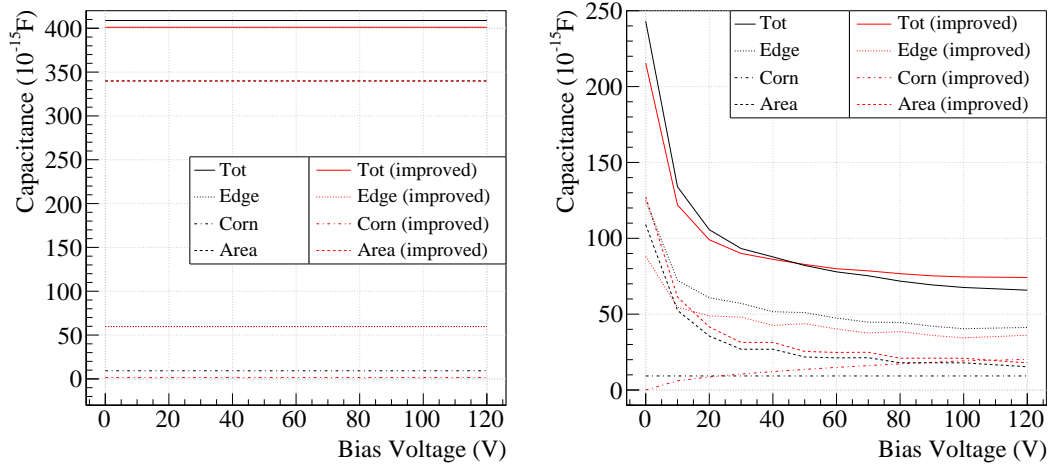 Capacitance (10⁻¹⁵F)
400
350
300
250
200
150
100
50
0
Tot
Edge
Corn
Area
Tot (improved)
Edge (improved)
Corn (improved)
Area (improved)
0 20 40 60 80 100 120
Bias Voltage (V)
Capacitance (10⁻¹⁵F)
250
200
150
100
50
0
Tot
Edge
Corn
Area
Tot (improved)
Edge (improved)
Corn (improved)
Area (improved)
0 20 40 60 80 100 120
Bias Voltage (V)